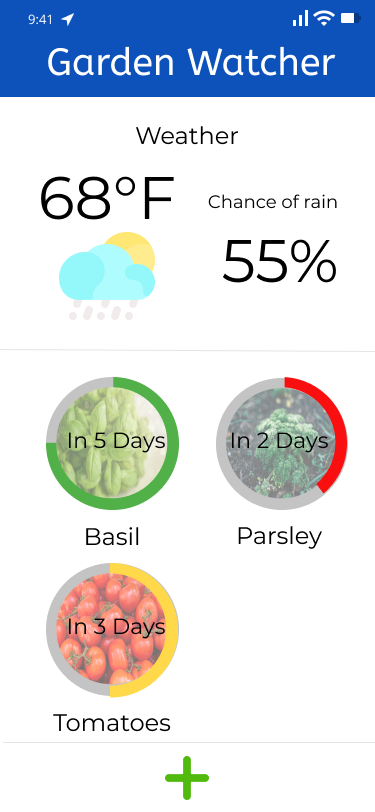 9:41
Garden Watcher
Weather
68°F
Chance of rain
55%
In 5 Days
In 2 Days
Basil
Parsley
In 3 Days
Tomatoes